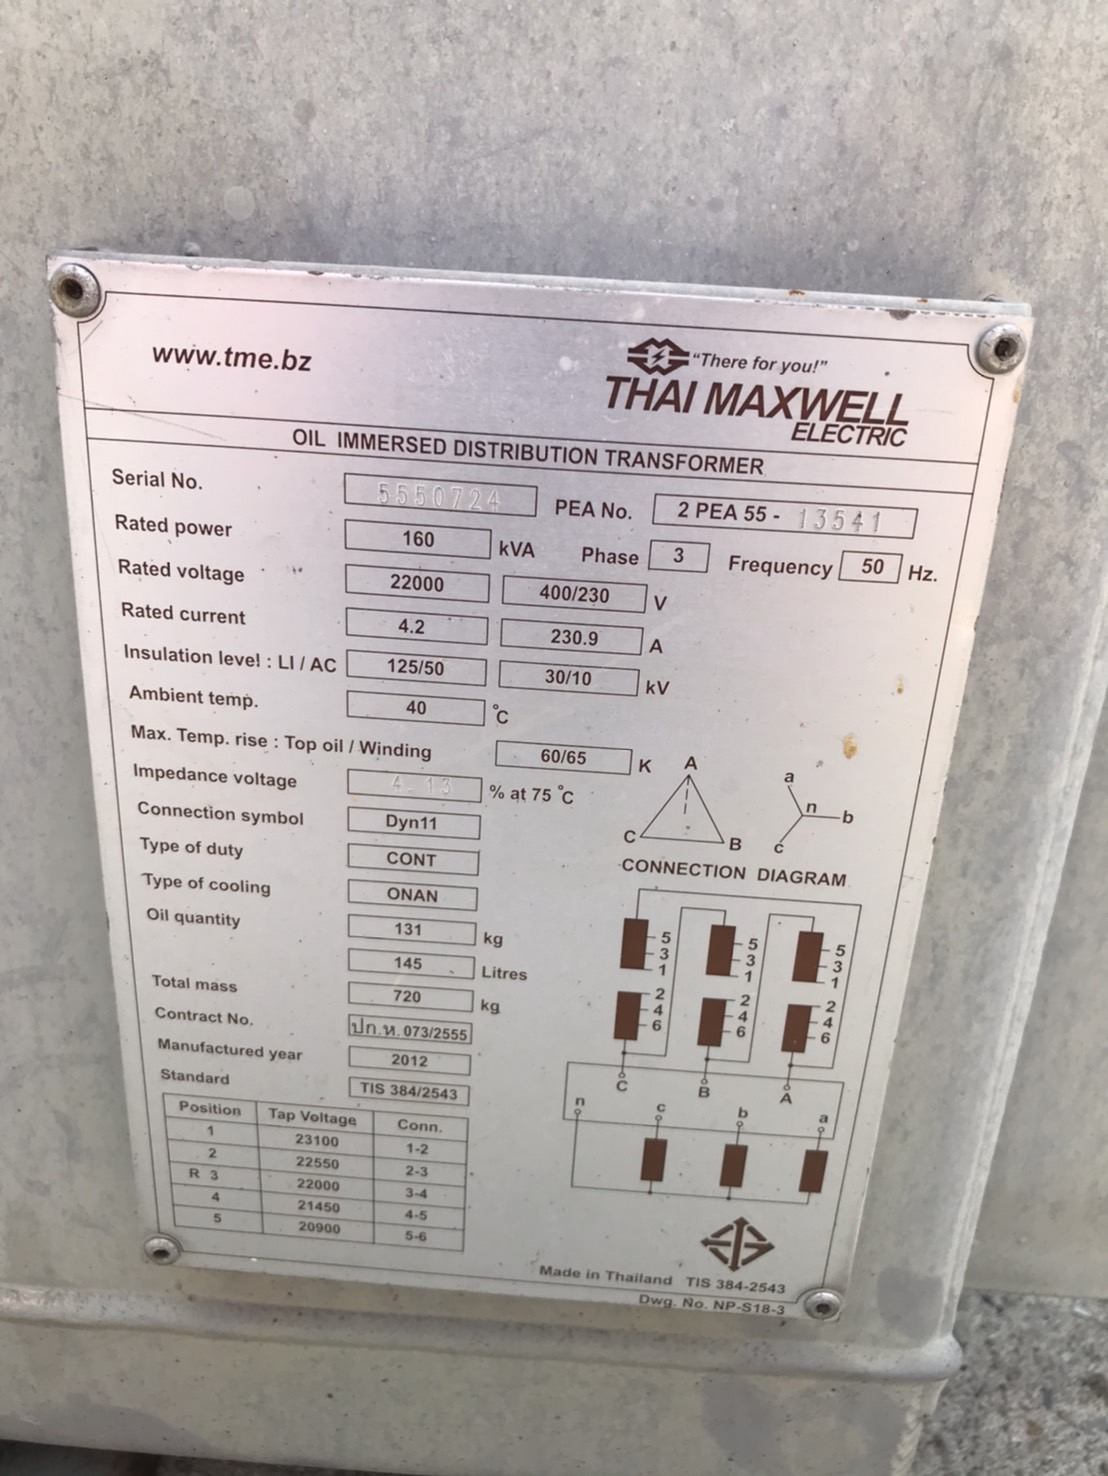 www.tme.bz
"There for you!"
THAI MAXWELL
ELECTRIC
OIL IMMERSED DISTRIBUTION TRANSFORMER
Serial No. 5550724 PEA No. 2 PEA 55 - 13541
Rated power 160 kVA Phase 3 Frequency 50 Hz.
Rated voltage 22000 400/230 V
Rated current 4.2 230.9 A
Insulation level : LI / AC 125/50 30/10 kV
Ambient temp. 40 °C
Max. Temp. rise : Top oil / Winding 60/65 K
Impedance voltage 4.13 % at 75 °C
Connection symbol Dyn11
Type of duty CONT
Type of cooling ONAN
Oil quantity 131 kg
145 Litres
Total mass 720 kg
Contract No. ปก.ห. 073/2555
Manufactured year 2012
Standard TIS 384/2543
Position Tap Voltage Conn.
1 23100 1-2
2 22550 2-3
R 3 22000 3-4
4 21450 4-5
5 20900 5-6
A
C B
a
n b
c
CONNECTION DIAGRAM
5 5 5
3 3 3
1 1 1
2 2 2
4 4 4
6 6 6
C B A
n c b a
Made in Thailand TIS 384-2543
Dwg. No. NP-S18-3